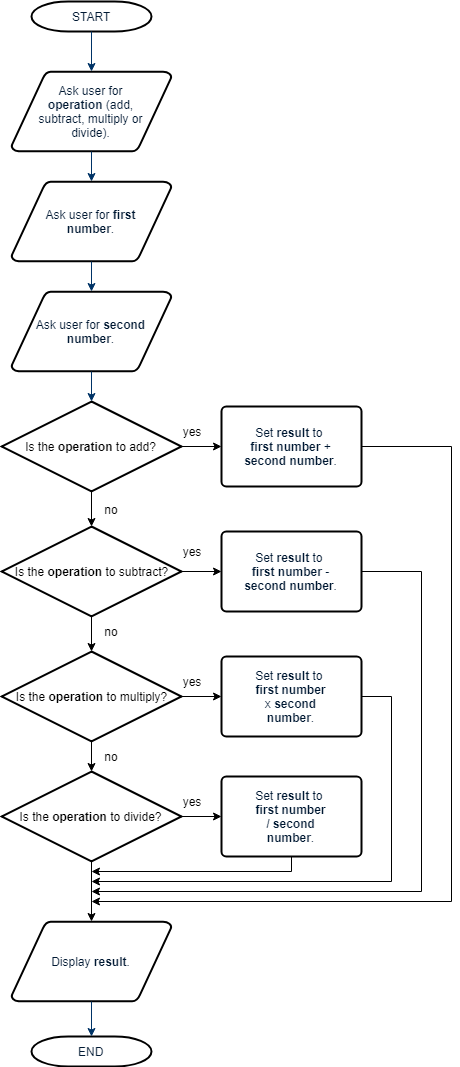 START
Ask user for
operation (add,
subtract, multiply or
divide).
Ask user for first
number.
Ask user for second
number.
Is the operation to add?
yes
Set result to
first number +
second number.
no
Is the operation to subtract?
yes
Set result to
first number -
second number.
no
Is the operation to multiply?
yes
Set result to
first number
x second
number.
no
Is the operation to divide?
yes
Set result to
first number
/ second
number.
Display result.
END